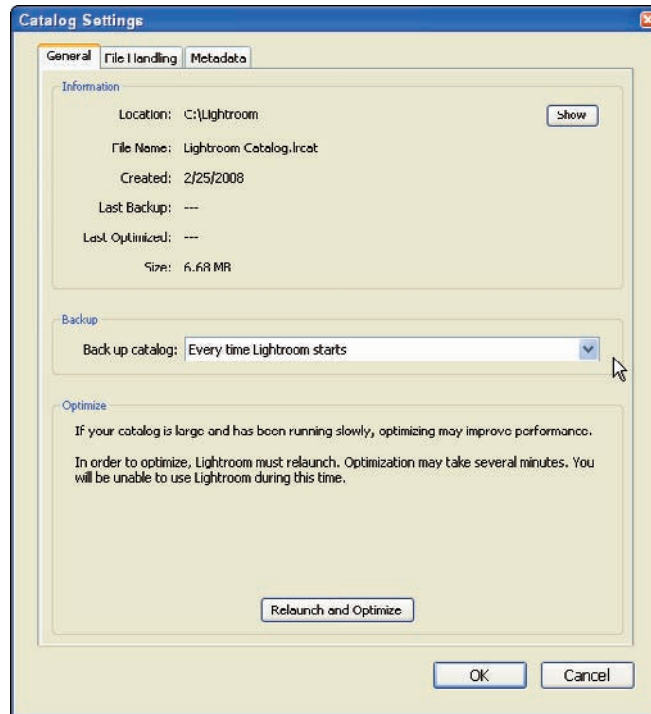 Catalog Settings
General File Handling Metadata
Information
Location: C:\Lightroom
Show
File Name: Lightroom Catalog.lrcat
Created: 2/25/2008
Last Backup: ---
Last Optimized: ---
Size: 6.68 MB
Backup
Back up catalog: Every time Lightroom starts
Optimize
If your catalog is large and has been running slowly, optimizing may improve performance.
In order to optimize, Lightroom must relaunch. Optimization may take several minutes. You
will be unable to use Lightroom during this time.
Relaunch and Optimize
OK Cancel